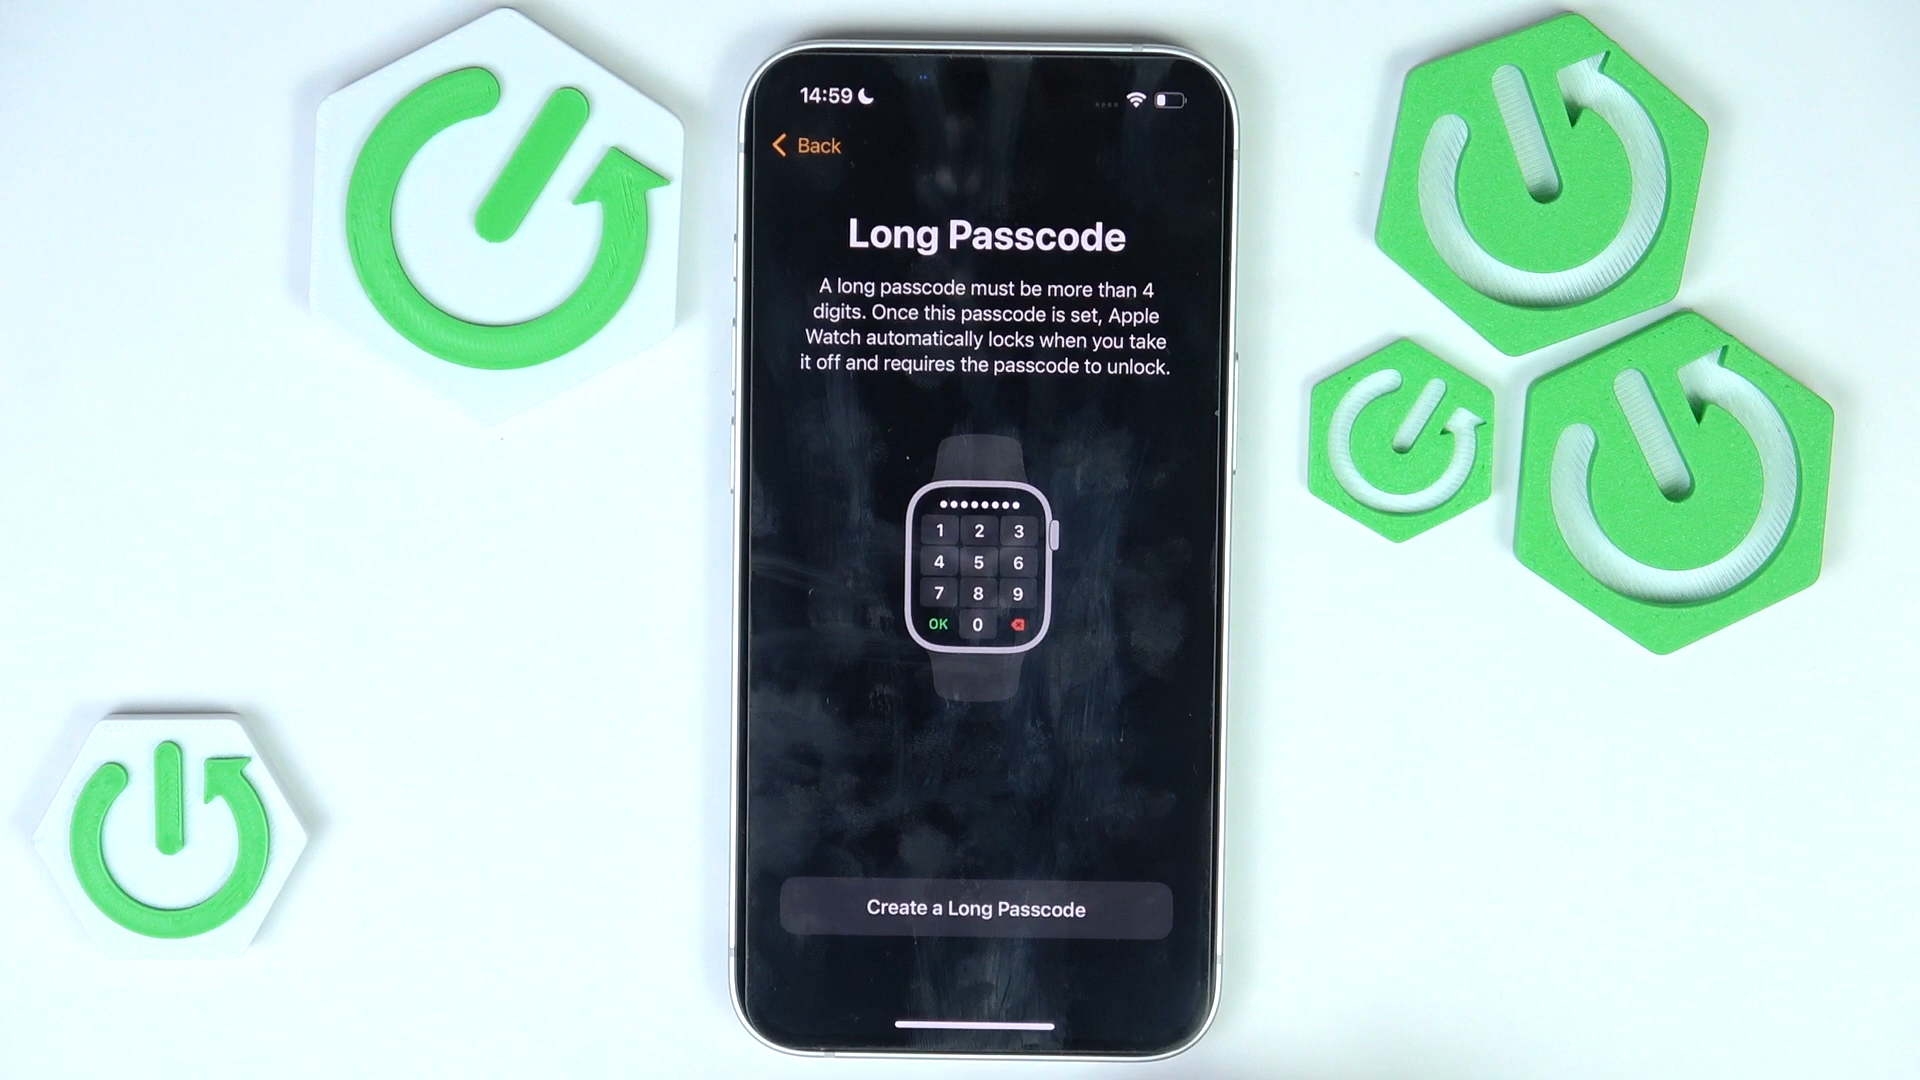 14:59
Back
Long Passcode
A long passcode must be more than 4
digits. Once this passcode is set, Apple
Watch automatically locks when you take
it off and requires the passcode to unlock.
1 2 3
4 5 6
7 8 9
OK 0
Create a Long Passcode